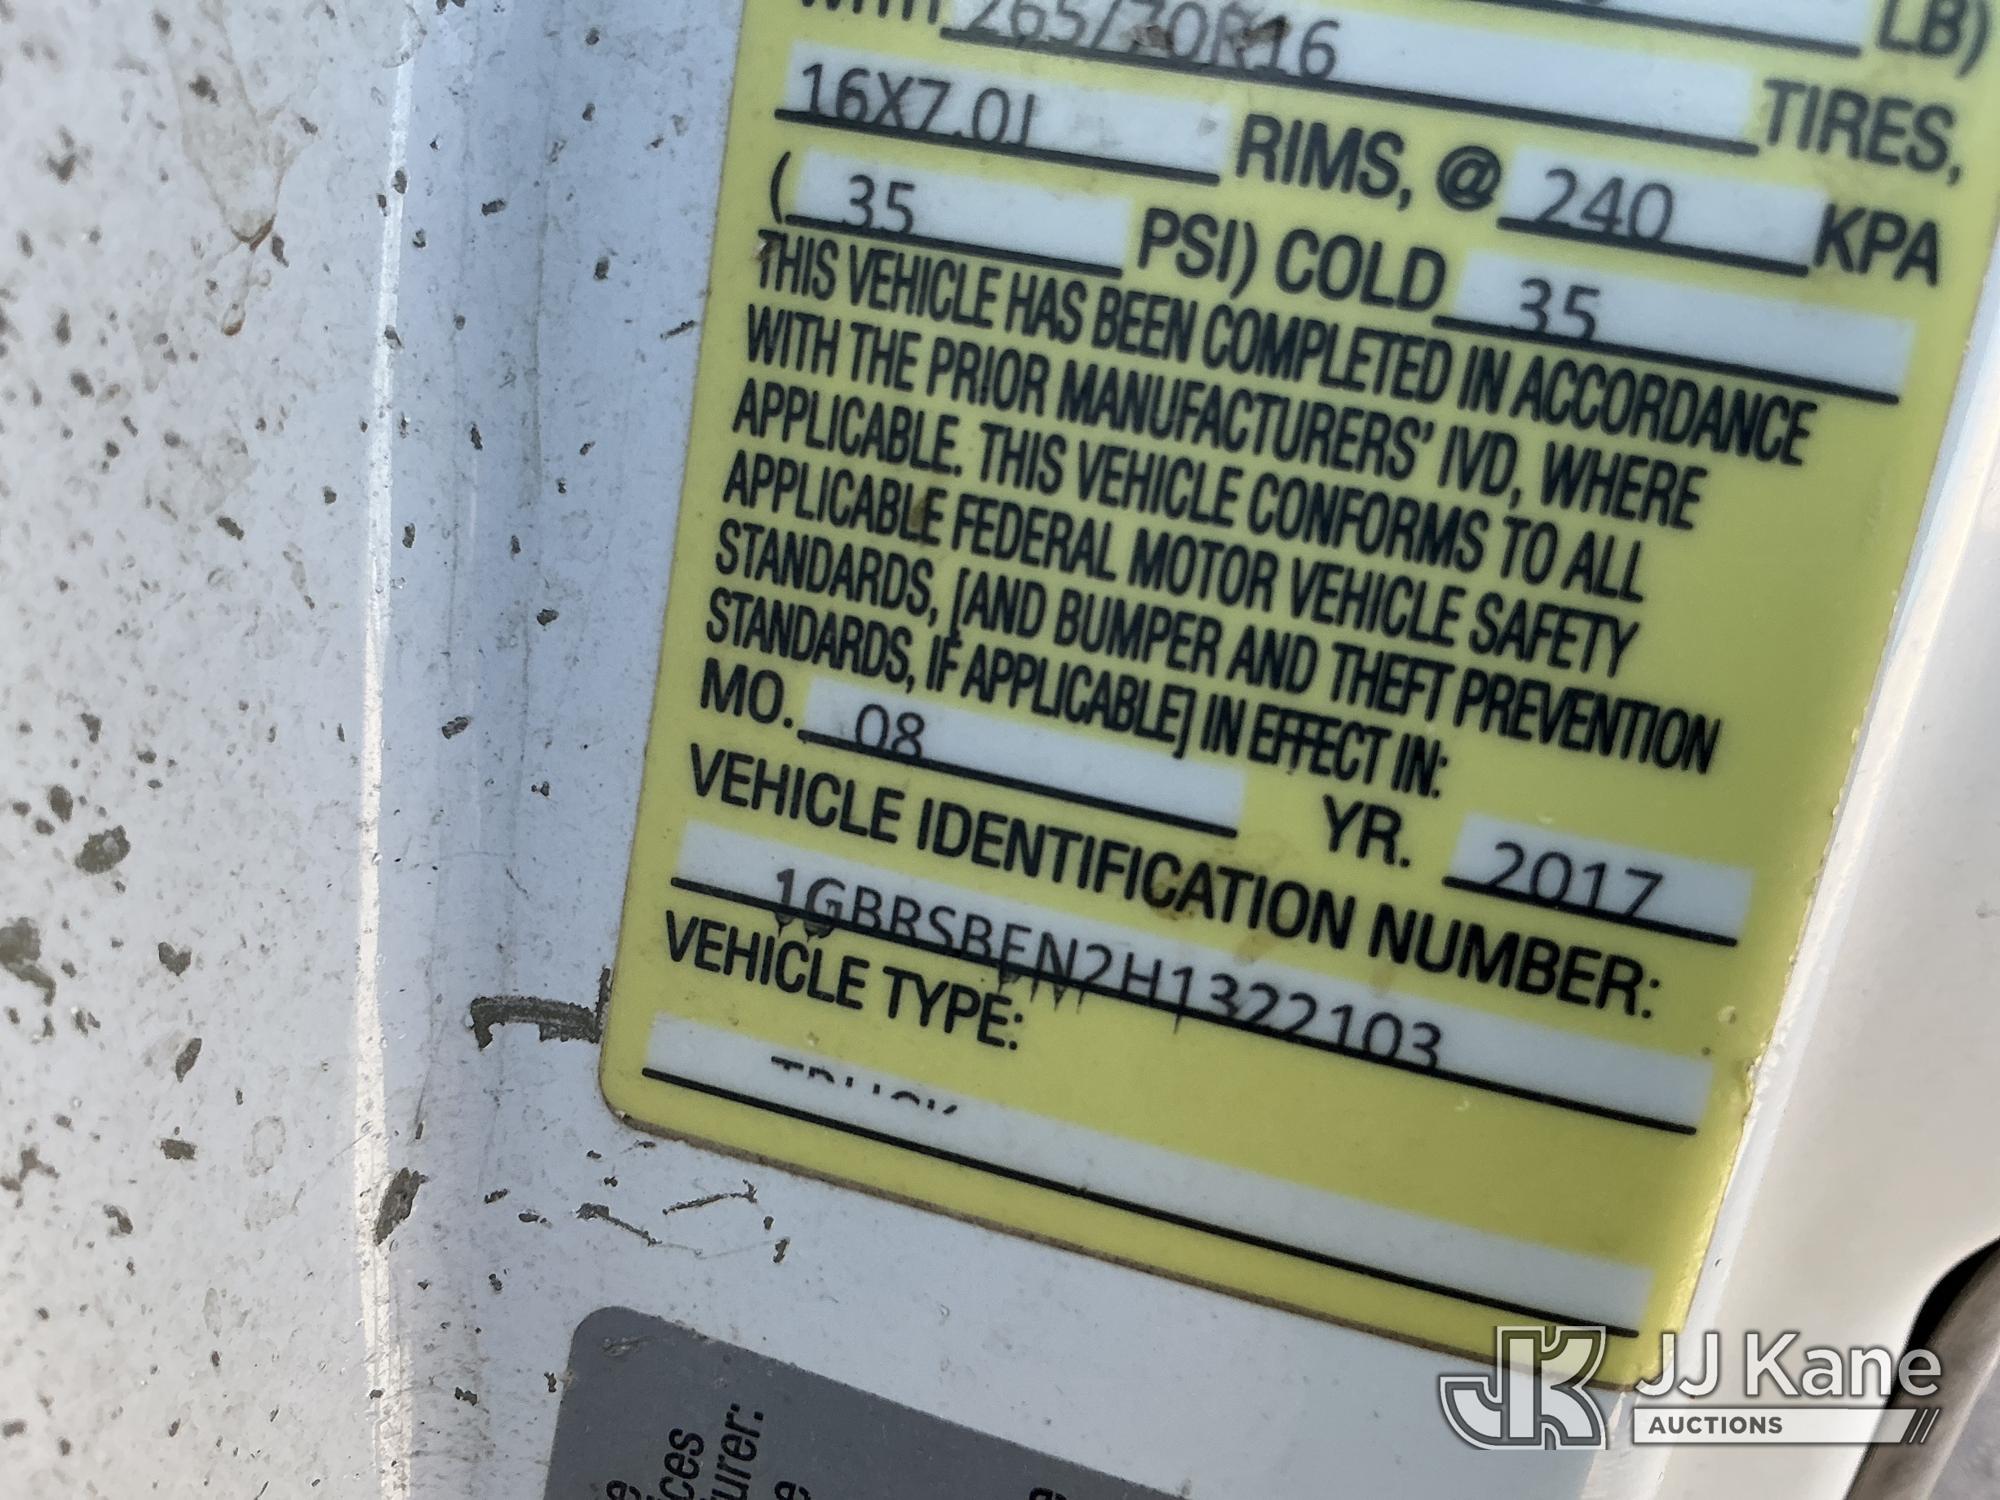 WITH 265/70R16 LB)
16X7.0J TIRES,
( 35 RIMS, @ 240 KPA
PSI) COLD 35
THIS VEHICLE HAS BEEN COMPLETED IN ACCORDANCE
WITH THE PRIOR MANUFACTURERS' IVD, WHERE
APPLICABLE. THIS VEHICLE CONFORMS TO ALL
APPLICABLE FEDERAL MOTOR VEHICLE SAFETY
STANDARDS, [AND BUMPER AND THEFT PREVENTION
STANDARDS, IF APPLICABLE] IN EFFECT IN:
MO. 08 YR. 2017
VEHICLE IDENTIFICATION NUMBER:
1GBRSBEN2H1322103
VEHICLE TYPE:
TRUCK
JJ Kane
AUCTIONS